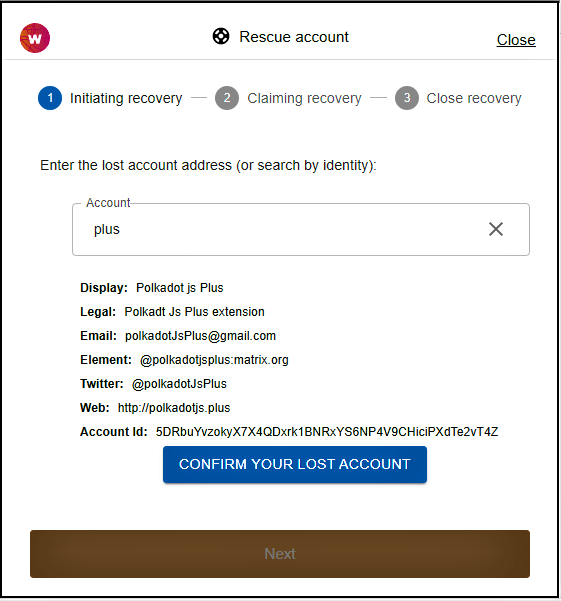 W
Rescue account
Close
1 Initiating recovery 2 Claiming recovery 3 Close recovery
Enter the lost account address (or search by identity):
Account
plus
Display: Polkadot js Plus
Legal: Polkadt Js Plus extension
Email: polkadotJsPlus@gmail.com
Element: @polkadotjsplus:matrix.org
Twitter: @polkadotJsPlus
Web: http://polkadotjs.plus
Account Id: 5DRbuYvzokyX7X4QDxrk1BNRxYS6NP4V9CHiciPXdTe2vT4Z
CONFIRM YOUR LOST ACCOUNT
Next